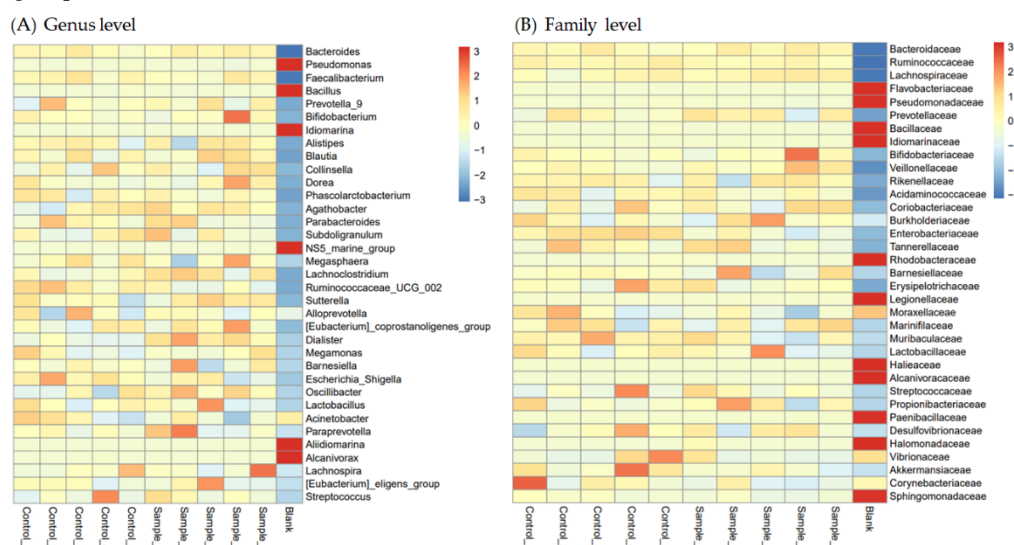 (A) Genus level
Bacteroides
Pseudomonas
Faecalibacterium
Bacillus
Prevotella_9
Bifidobacterium
Idiomarina
Alistipes
Blautia
Collinsella
Dorea
Phascolarctobacterium
Agathobacter
Parabacteroides
Subdoligranulum
NS5_marine_group
Megasphaera
Lachnoclostridium
Ruminococcaceae_UCG_002
Sutterella
Alloprevotella
[Eubacterium]_coprostanoligenes_group
Dialister
Megamonas
Barnesiella
Escherichia_Shigella
Oscillibacter
Lactobacillus
Acinetobacter
Paraprevotella
Aliidiomarina
Alcanivorax
Lachnospira
[Eubacterium]_eligens_group
Streptococcus
3
2
1
0
−1
−2
−3
Control_
Control_
Control_
Control_
Control_
Sample_
Sample_
Sample_
Sample_
Sample_
Blank
(B) Family level
Bacteroidaceae
Ruminococcaceae
Lachnospiraceae
Flavobacteriaceae
Pseudomonadaceae
Prevotellaceae
Bacillaceae
Idiomarinaceae
Bifidobacteriaceae
Veillonellaceae
Rikenellaceae
Acidaminococcaceae
Coriobacteriaceae
Burkholderiaceae
Enterobacteriaceae
Tannerellaceae
Rhodobacteraceae
Barnesiellaceae
Erysipelotrichaceae
Legionellaceae
Moraxellaceae
Marinifilaceae
Muribaculaceae
Lactobacillaceae
Halieaceae
Alcanivoracaceae
Streptococcaceae
Propionibacteriaceae
Paenibacillaceae
Desulfovibrionaceae
Halomonadaceae
Vibrionaceae
Akkermansiaceae
Corynebacteriaceae
Sphingomonadaceae
3
2
1
0
−
−
−
Control_
Control_
Control_
Control_
Control_
Sample_
Sample_
Sample_
Sample_
Sample_
Blank